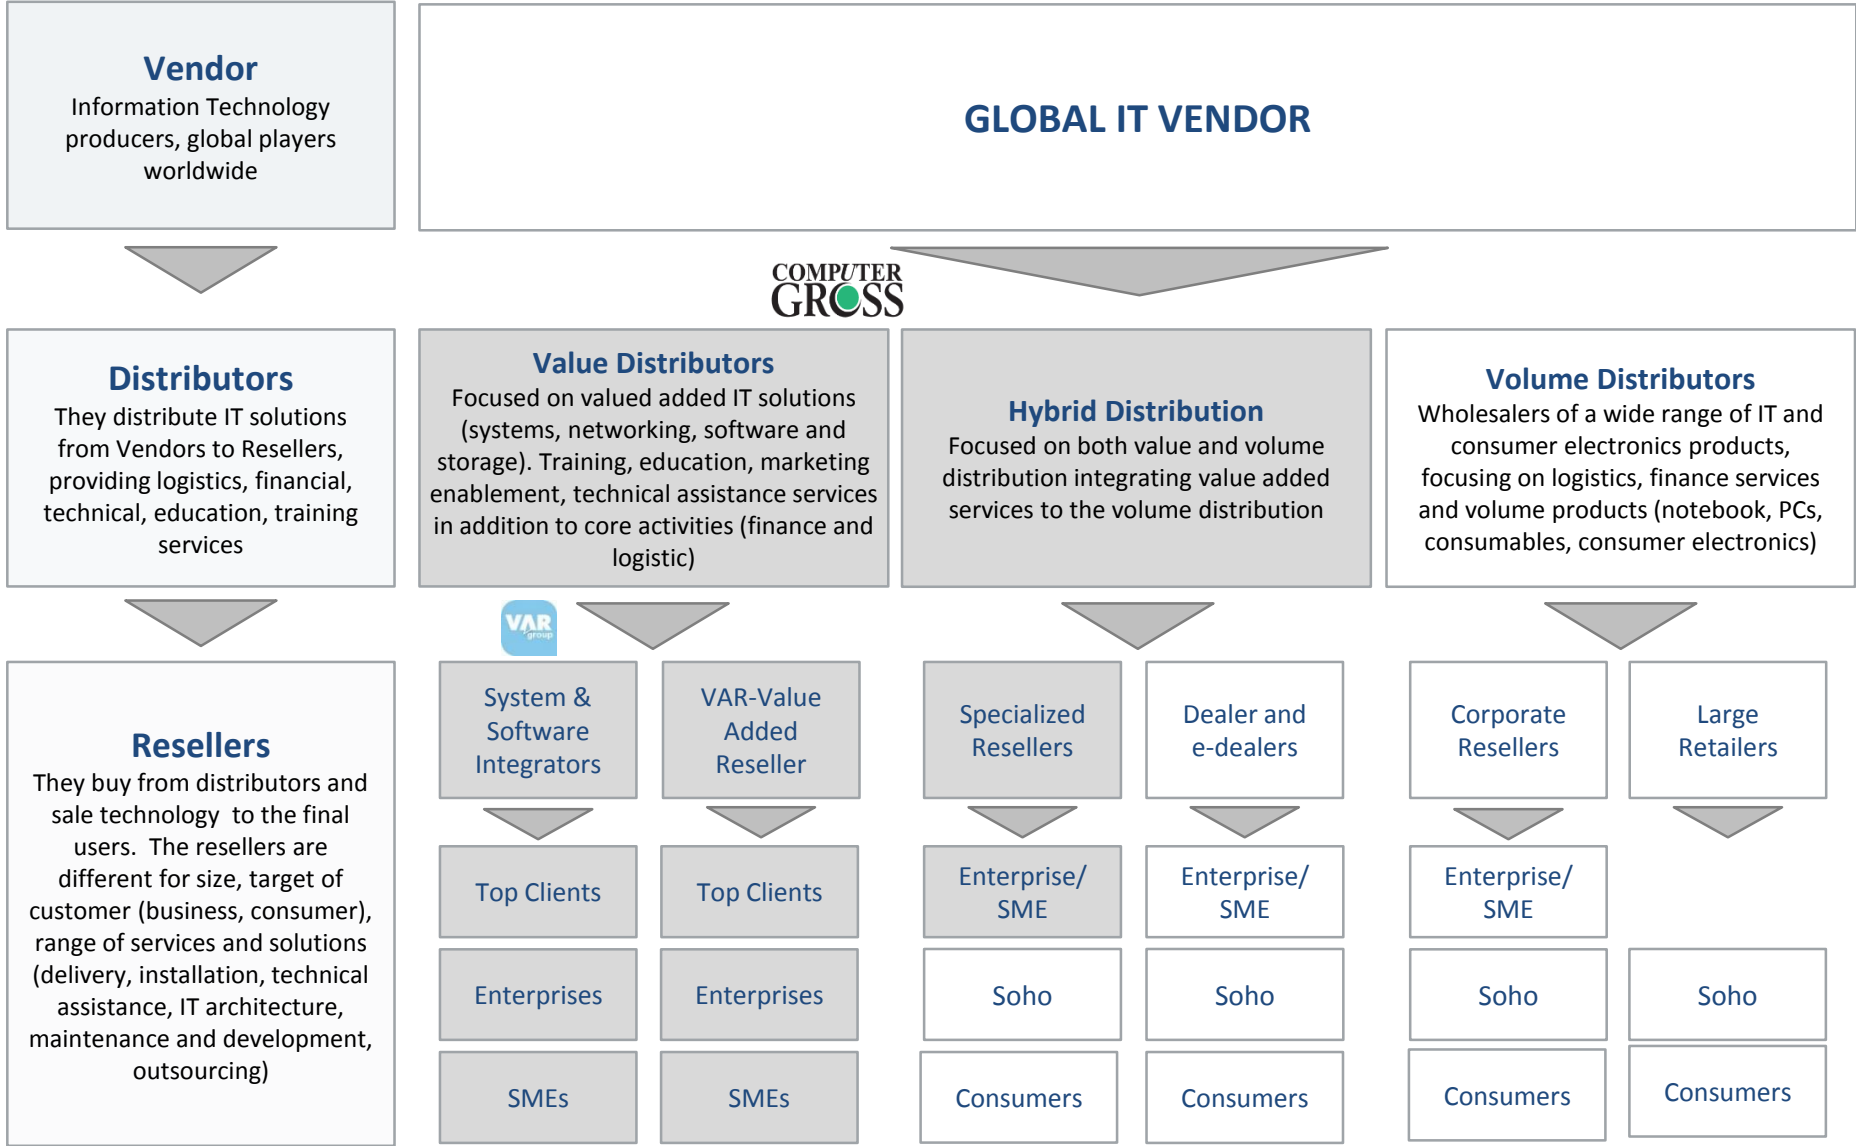 Vendor
Information Technology
producers, global players
worldwide
GLOBAL IT VENDOR
COMPUTER
GROSS
Distributors
They distribute IT solutions
from Vendors to Resellers,
providing logistics, financial,
technical, education, training
services
Value Distributors
Focused on valued added IT solutions
(systems, networking, software and
storage). Training, education, marketing
enablement, technical assistance services
in addition to core activities (finance and
logistic)
Hybrid Distribution
Focused on both value and volume
distribution integrating value added
services to the volume distribution
Volume Distributors
Wholesalers of a wide range of IT and
consumer electronics products,
focusing on logistics, finance services
and volume products (notebook, PCs,
consumables, consumer electronics)
VAR
group
Resellers
They buy from distributors and
sale technology to the final
users. The resellers are
different for size, target of
customer (business, consumer),
range of services and solutions
(delivery, installation, technical
assistance, IT architecture,
maintenance and development,
outsourcing)
System &
Software
Integrators
VAR-Value
Added
Reseller
Specialized
Resellers
Dealer and
e-dealers
Corporate
Resellers
Large
Retailers
Top Clients
Top Clients
Enterprise/
SME
Enterprise/
SME
Enterprise/
SME
Enterprises
Enterprises
Soho
Soho
Soho
Soho
SMEs
SMEs
Consumers
Consumers
Consumers
Consumers